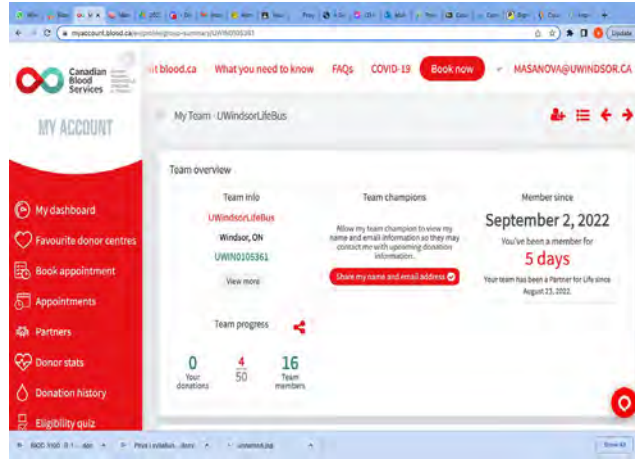 myaccount.blood.ca/en/profile/group-summary/UWIN0105361
Update
Canadian
Blood
Services
blood.ca
What you need to know
FAQs
COVID-19
Book now
MASANOVA@UWINDSOR.CA
MY ACCOUNT
My Team - UWindsorLifeBus
Team overview
Team info
UWindsorLifeBus
Windsor, ON
UWIN0105361
View more
Team champions
Allow my team champion to view my
name and email information so they may
contact me with upcoming donation
information.
Share my name and email address
Member since
September 2, 2022
You've been a member for
5 days
Your team has been a Partner for Life since
August 23, 2022.
Team progress
0
Your
donations
4
50
16
Team
members
My dashboard
Favourite donor centres
Book appointment
Appointments
Partners
Donor stats
Donation history
Eligibility quiz
Show All